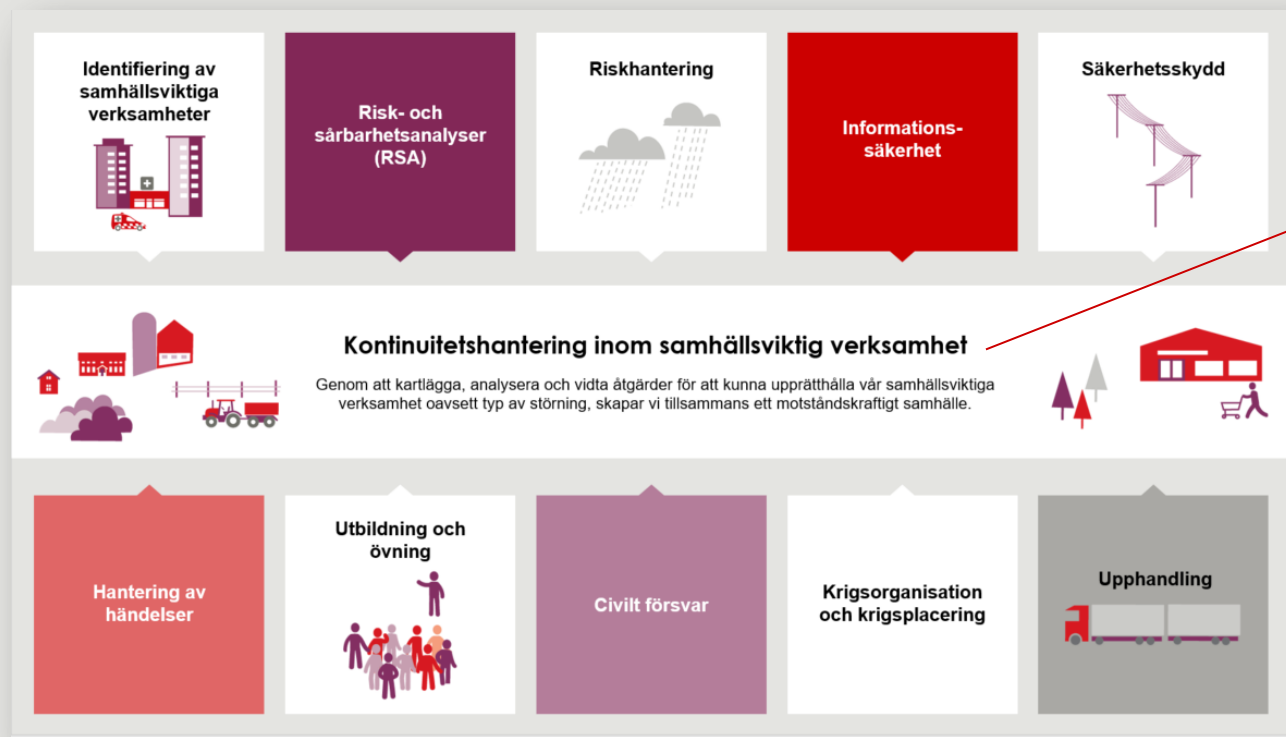 Identifiering av
samhällsviktiga
verksamheter
Risk- och
sårbarhetsanalyser
(RSA)
Riskhantering
Informations-
säkerhet
Säkerhetsskydd
Kontinuitetshantering inom samhällsviktig verksamhet
Genom att kartlägga, analysera och vidta åtgärder för att kunna upprätthålla vår samhällsviktiga
verksamhet oavsett typ av störning, skapar vi tillsammans ett motståndskraftigt samhälle.
Hantering av
händelser
Utbildning och
övning
Civilt försvar
Krigsorganisation
och krigsplacering
Upphandling